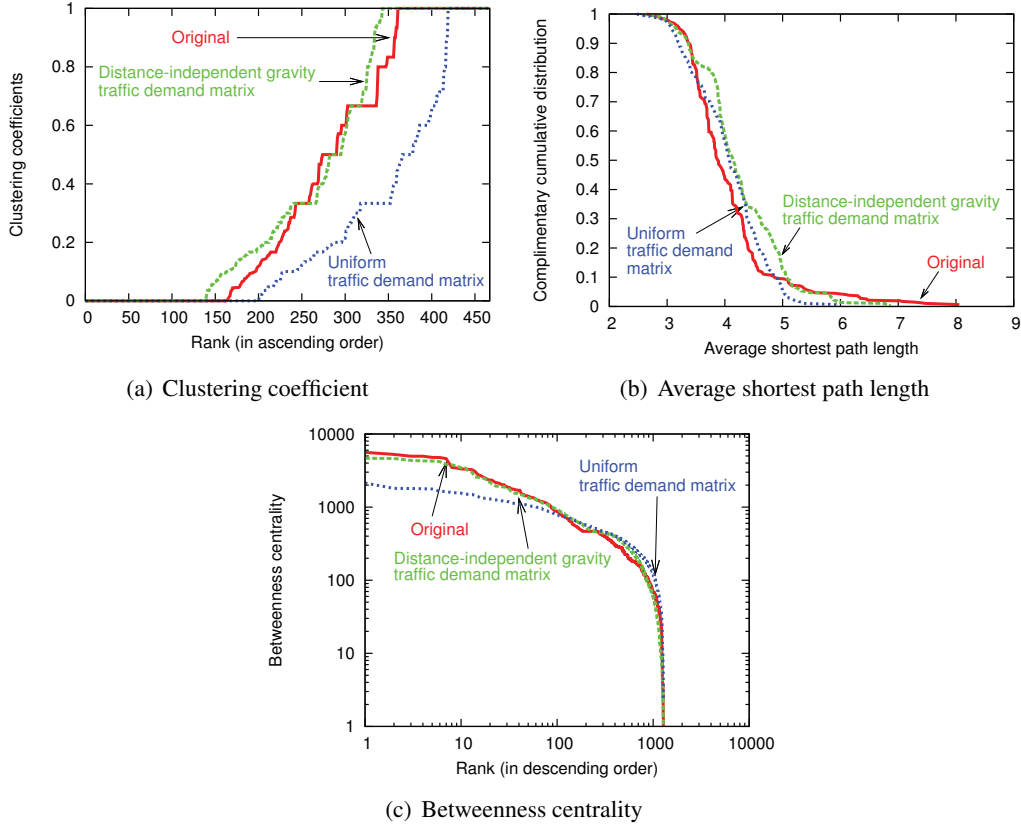 1
0.8
0.6
0.4
0.2
0
Clustering coefficients
Original
Distance-independent gravity
traffic demand matrix
Uniform
traffic demand matrix
0 50 100 150 200 250 300 350 400 450
Rank (in ascending order)
(a) Clustering coefficient
1
0.9
0.8
0.7
0.6
0.5
0.4
0.3
0.2
0.1
0
Complimentary cumulative distribution
Distance-independent gravity
traffic demand matrix
Uniform
traffic demand
matrix
Original
2 3 4 5 6 7 8 9
Average shortest path length
(b) Average shortest path length
10000
1000
100
10
1
Betweenness centrality
Uniform
traffic demand matrix
Original
Distance-independent gravity
traffic demand matrix
1 10 100 1000 10000
Rank (in descending order)
(c) Betweenness centrality